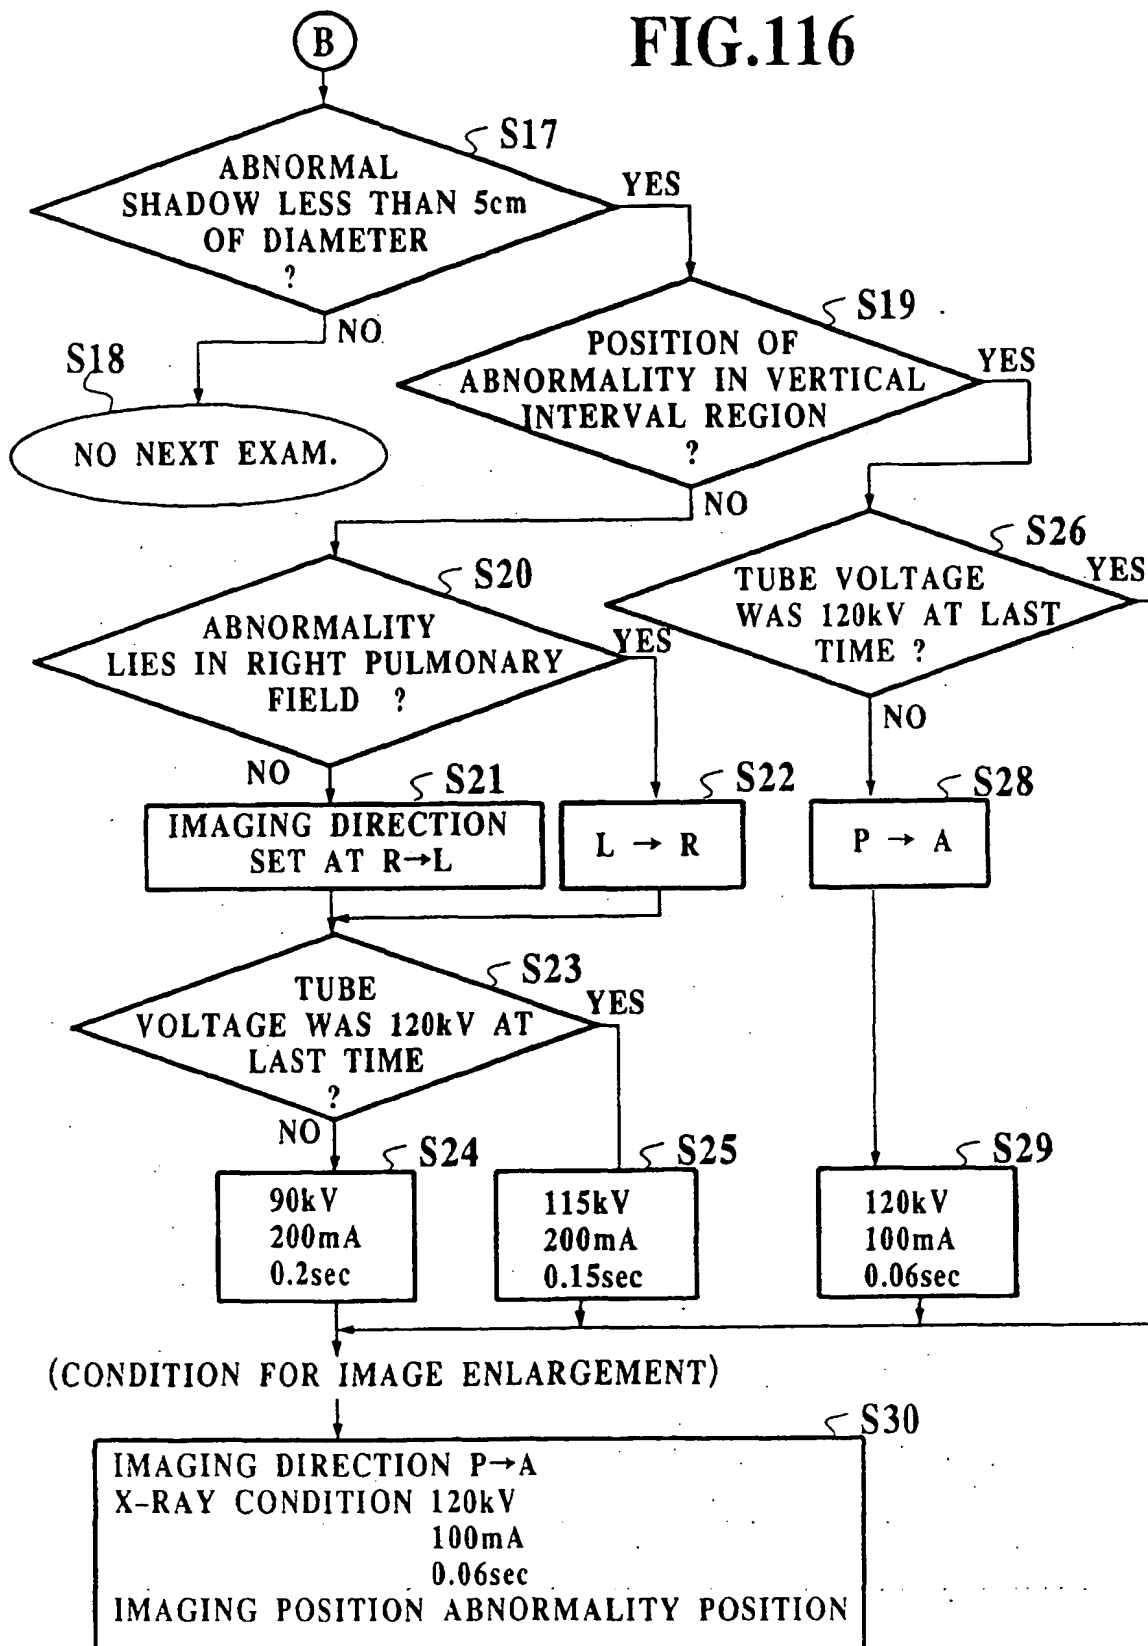 FIG.116
B
S17
ABNORMAL
SHADOW LESS THAN 5cm
OF DIAMETER
?
YES
NO
S18
NO NEXT EXAM.
S19
POSITION OF
ABNORMALITY IN VERTICAL
INTERVAL REGION
?
YES
NO
S20
ABNORMALITY
LIES IN RIGHT PULMONARY
FIELD ?
YES
NO
S26
TUBE VOLTAGE
WAS 120kV AT LAST
TIME ?
YES
NO
S21
IMAGING DIRECTION
SET AT R→L
S22
L → R
S28
P → A
S23
TUBE
VOLTAGE WAS 120kV AT
LAST TIME
?
YES
NO
S24
90kV
200mA
0.2sec
S25
115kV
200mA
0.15sec
S29
120kV
100mA
0.06sec
(CONDITION FOR IMAGE ENLARGEMENT)
S30
IMAGING DIRECTION P→A
X-RAY CONDITION 120kV
100mA
0.06sec
IMAGING POSITION ABNORMALITY POSITION